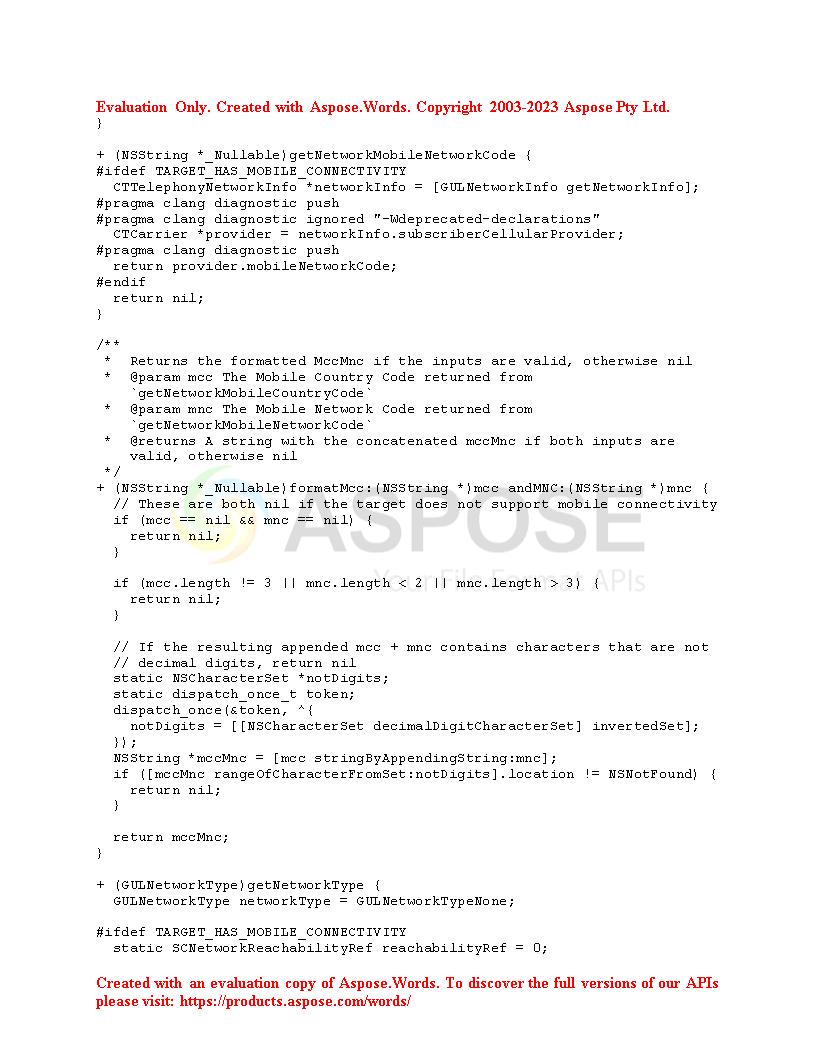 Evaluation Only. Created with Aspose.Words. Copyright 2003-2023 Aspose Pty Ltd.
}

+ (NSString *_Nullable)getNetworkMobileNetworkCode {
#ifdef TARGET_HAS_MOBILE_CONNECTIVITY
  CTTelephonyNetworkInfo *networkInfo = [GULNetworkInfo getNetworkInfo];
#pragma clang diagnostic push
#pragma clang diagnostic ignored "-Wdeprecated-declarations"
  CTCarrier *provider = networkInfo.subscriberCellularProvider;
#pragma clang diagnostic push
  return provider.mobileNetworkCode;
#endif
  return nil;
}

/**
 *  Returns the formatted MccMnc if the inputs are valid, otherwise nil
 *  @param mcc The Mobile Country Code returned from
    `getNetworkMobileCountryCode`
 *  @param mnc The Mobile Network Code returned from
    `getNetworkMobileNetworkCode`
 *  @returns A string with the concatenated mccMnc if both inputs are
    valid, otherwise nil
 */
+ (NSString *_Nullable)formatMcc:(NSString *)mcc andMNC:(NSString *)mnc {
  // These are both nil if the target does not support mobile connectivity
  if (mcc == nil && mnc == nil) {
    return nil;
  }
ASPOSE
Your File Format APIs

  if (mcc.length != 3 || mnc.length < 2 || mnc.length > 3) {
    return nil;
  }

  // If the resulting appended mcc + mnc contains characters that are not
  // decimal digits, return nil
  static NSCharacterSet *notDigits;
  static dispatch_once_t token;
  dispatch_once(&token, ^{
    notDigits = [[NSCharacterSet decimalDigitCharacterSet] invertedSet];
  });
  NSString *mccMnc = [mcc stringByAppendingString:mnc];
  if ([mccMnc rangeOfCharacterFromSet:notDigits].location != NSNotFound) {
    return nil;
  }

  return mccMnc;
}

+ (GULNetworkType)getNetworkType {
  GULNetworkType networkType = GULNetworkTypeNone;

#ifdef TARGET_HAS_MOBILE_CONNECTIVITY
  static SCNetworkReachabilityRef reachabilityRef = 0;

Created with an evaluation copy of Aspose.Words. To discover the full versions of our APIs
please visit: https://products.aspose.com/words/